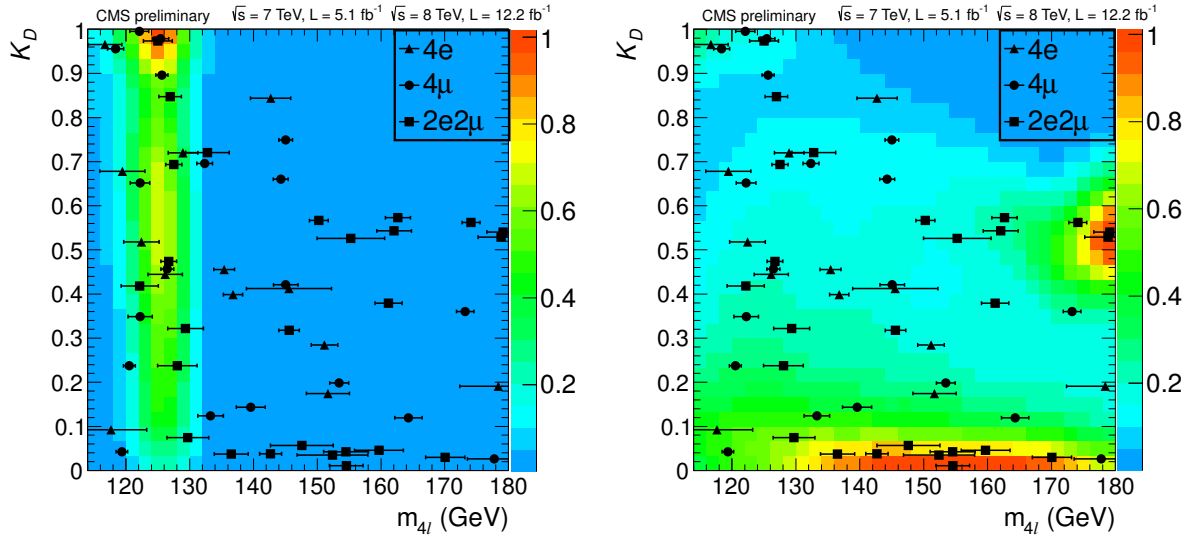 CMS preliminary √s = 7 TeV, L = 5.1 fb⁻¹ √s = 8 TeV, L = 12.2 fb⁻¹
K_D
1
0.9
0.8
0.7
0.6
0.5
0.4
0.3
0.2
0.1
0
4e
4μ
2e2μ
1
0.8
0.6
0.4
0.2
120 130 140 150 160 170 180
m_4l (GeV)
CMS preliminary √s = 7 TeV, L = 5.1 fb⁻¹ √s = 8 TeV, L = 12.2 fb⁻¹
K_D
1
0.9
0.8
0.7
0.6
0.5
0.4
0.3
0.2
0.1
0
4e
4μ
2e2μ
1
0.8
0.6
0.4
0.2
120 130 140 150 160 170 180
m_4l (GeV)